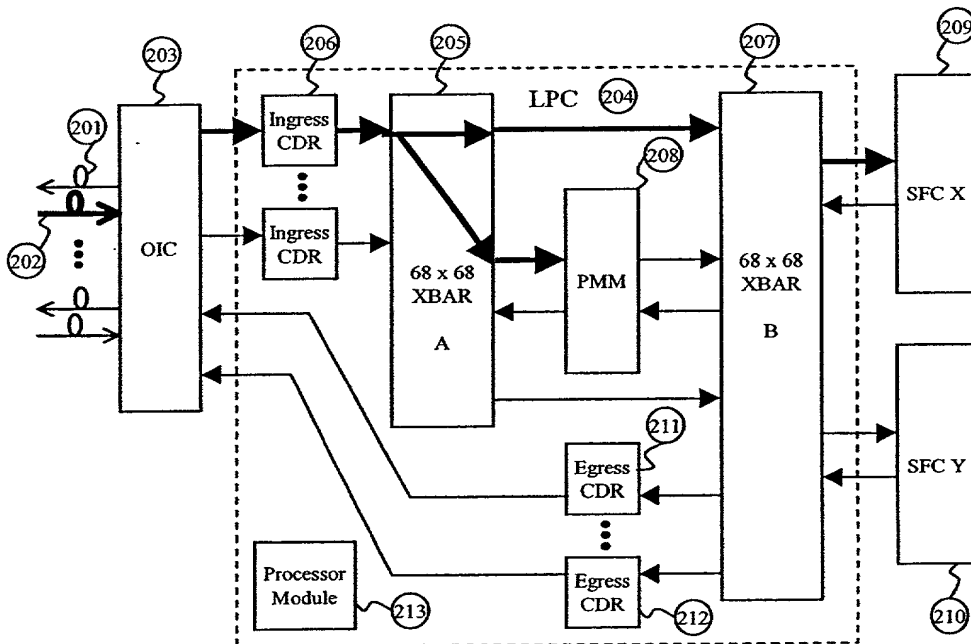 209
203
206
205
207
LPC 204
201
Ingress
CDR
208
SFC X
202
OIC
Ingress
CDR
68 x 68
XBAR
A
PMM
68 x 68
XBAR
B
211
Egress
CDR
SFC Y
Processor
Module
213
Egress
CDR
212
210